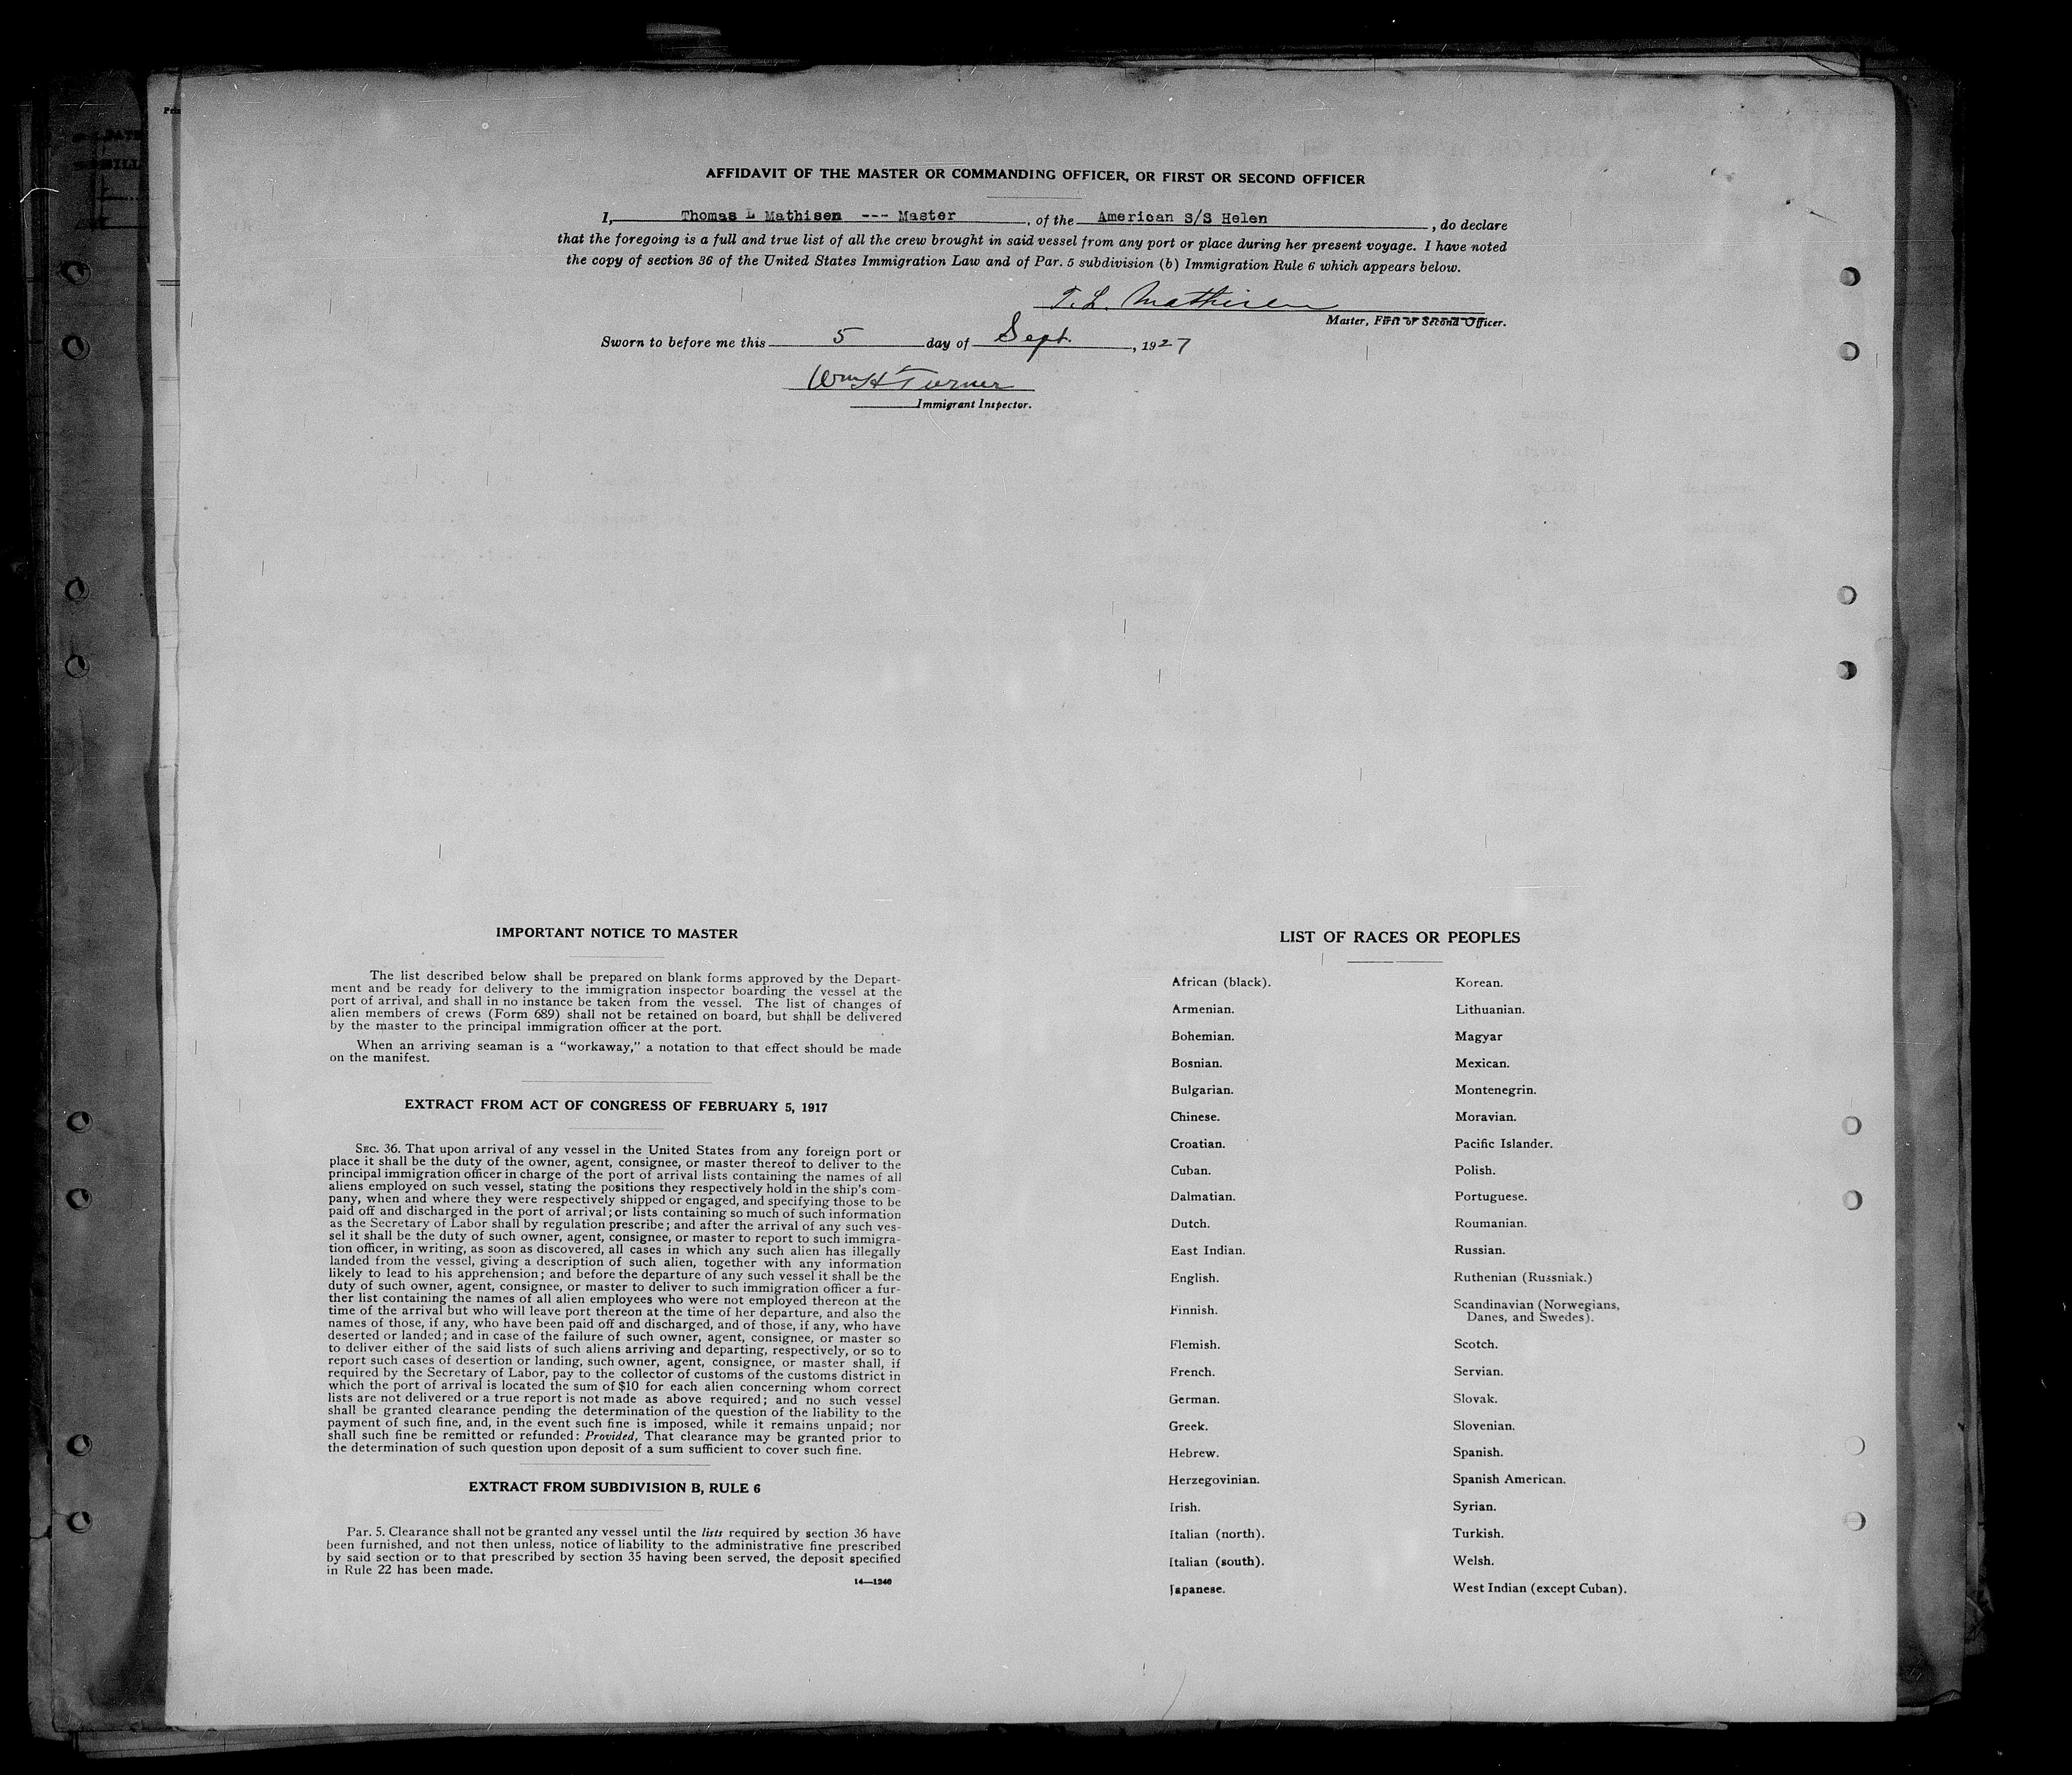 AFFIDAVIT OF THE MASTER OR COMMANDING OFFICER, OR FIRST OR SECOND OFFICER
I, Thomas L Mathisen --- Master, of the American S/S Helen, do declare
that the foregoing is a full and true list of all the crew brought in said vessel from any port or place during her present voyage. I have noted
the copy of section 36 of the United States Immigration Law and of Par. 5 subdivision (b) Immigration Rule 6 which appears below.
T. L. Mathisen
Master, First or Second Officer.
Sworn to before me this 5 day of Sept., 1927
Wm H Turner
Immigrant Inspector.
IMPORTANT NOTICE TO MASTER
The list described below shall be prepared on blank forms approved by the Depart-
ment and be ready for delivery to the immigration inspector boarding the vessel at the
port of arrival, and shall in no instance be taken from the vessel. The list of changes of
alien members of crews (Form 689) shall not be retained on board, but shall be delivered
by the master to the principal immigration officer at the port.
When an arriving seaman is a "workaway," a notation to that effect should be made
on the manifest.
EXTRACT FROM ACT OF CONGRESS OF FEBRUARY 5, 1917
SEC. 36. That upon arrival of any vessel in the United States from any foreign port or
place it shall be the duty of the owner, agent, consignee, or master thereof to deliver to the
principal immigration officer in charge of the port of arrival lists containing the names of all
aliens employed on such vessel, stating the positions they respectively hold in the ship's com-
pany, when and where they were respectively shipped or engaged, and specifying those to be
paid off and discharged in the port of arrival; or lists containing so much of such information
as the Secretary of Labor shall by regulation prescribe; and after the arrival of any such ves-
sel it shall be the duty of such owner, agent, consignee, or master to report to such immigra-
tion officer, in writing, as soon as discovered, all cases in which any such alien has illegally
landed from the vessel, giving a description of such alien, together with any information
likely to lead to his apprehension; and before the departure of any such vessel it shall be the
duty of such owner, agent, consignee, or master to deliver to such immigration officer a fur-
ther list containing the names of all alien employees who were not employed thereon at the
time of the arrival but who will leave port thereon at the time of her departure, and also the
names of those, if any, who have been paid off and discharged, and of those, if any, who have
deserted or landed; and in case of the failure of such owner, agent, consignee, or master so
to deliver either of the said lists of such aliens arriving and departing, respectively, or so to
report such cases of desertion or landing, such owner, agent, consignee, or master shall, if
required by the Secretary of Labor, pay to the collector of customs of the customs district in
which the port of arrival is located the sum of $10 for each alien concerning whom correct
lists are not delivered or a true report is not made as above required; and no such vessel
shall be granted clearance pending the determination of the question of the liability to the
payment of such fine, and, in the event such fine is imposed, while it remains unpaid; nor
shall such fine be remitted or refunded: Provided, That clearance may be granted prior to
the determination of such question upon deposit of a sum sufficient to cover such fine.
EXTRACT FROM SUBDIVISION B, RULE 6
Par. 5. Clearance shall not be granted any vessel until the lists required by section 36 have
been furnished, and not then unless, notice of liability to the administrative fine prescribed
by said section or to that prescribed by section 35 having been served, the deposit specified
in Rule 22 has been made.
14—1240
LIST OF RACES OR PEOPLES
African (black).
Armenian.
Bohemian.
Bosnian.
Bulgarian.
Chinese.
Croatian.
Cuban.
Dalmatian.
Dutch.
East Indian.
English.
Finnish.
Flemish.
French.
German.
Greek.
Hebrew.
Herzegovinian.
Irish.
Italian (north).
Italian (south).
Japanese.
Korean.
Lithuanian.
Magyar
Mexican.
Montenegrin.
Moravian.
Pacific Islander.
Polish.
Portuguese.
Roumanian.
Russian.
Ruthenian (Russniak.)
Scandinavian (Norwegians,
Danes, and Swedes).
Scotch.
Servian.
Slovak.
Slovenian.
Spanish.
Spanish American.
Syrian.
Turkish.
Welsh.
West Indian (except Cuban).